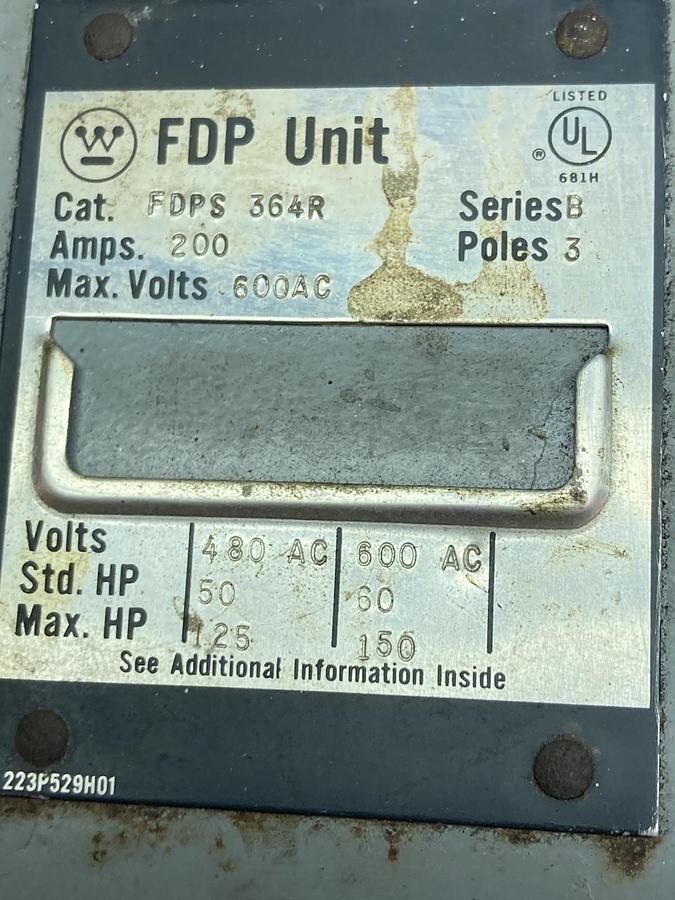 LISTED
FDP Unit
UL
®
681H
Cat. FDPS 364R Series B
Amps. 200 Poles 3
Max. Volts 600AC
Volts 480 AC 600 AC
Std. HP 50 60
Max. HP 125 150
See Additional Information Inside
223P529H01